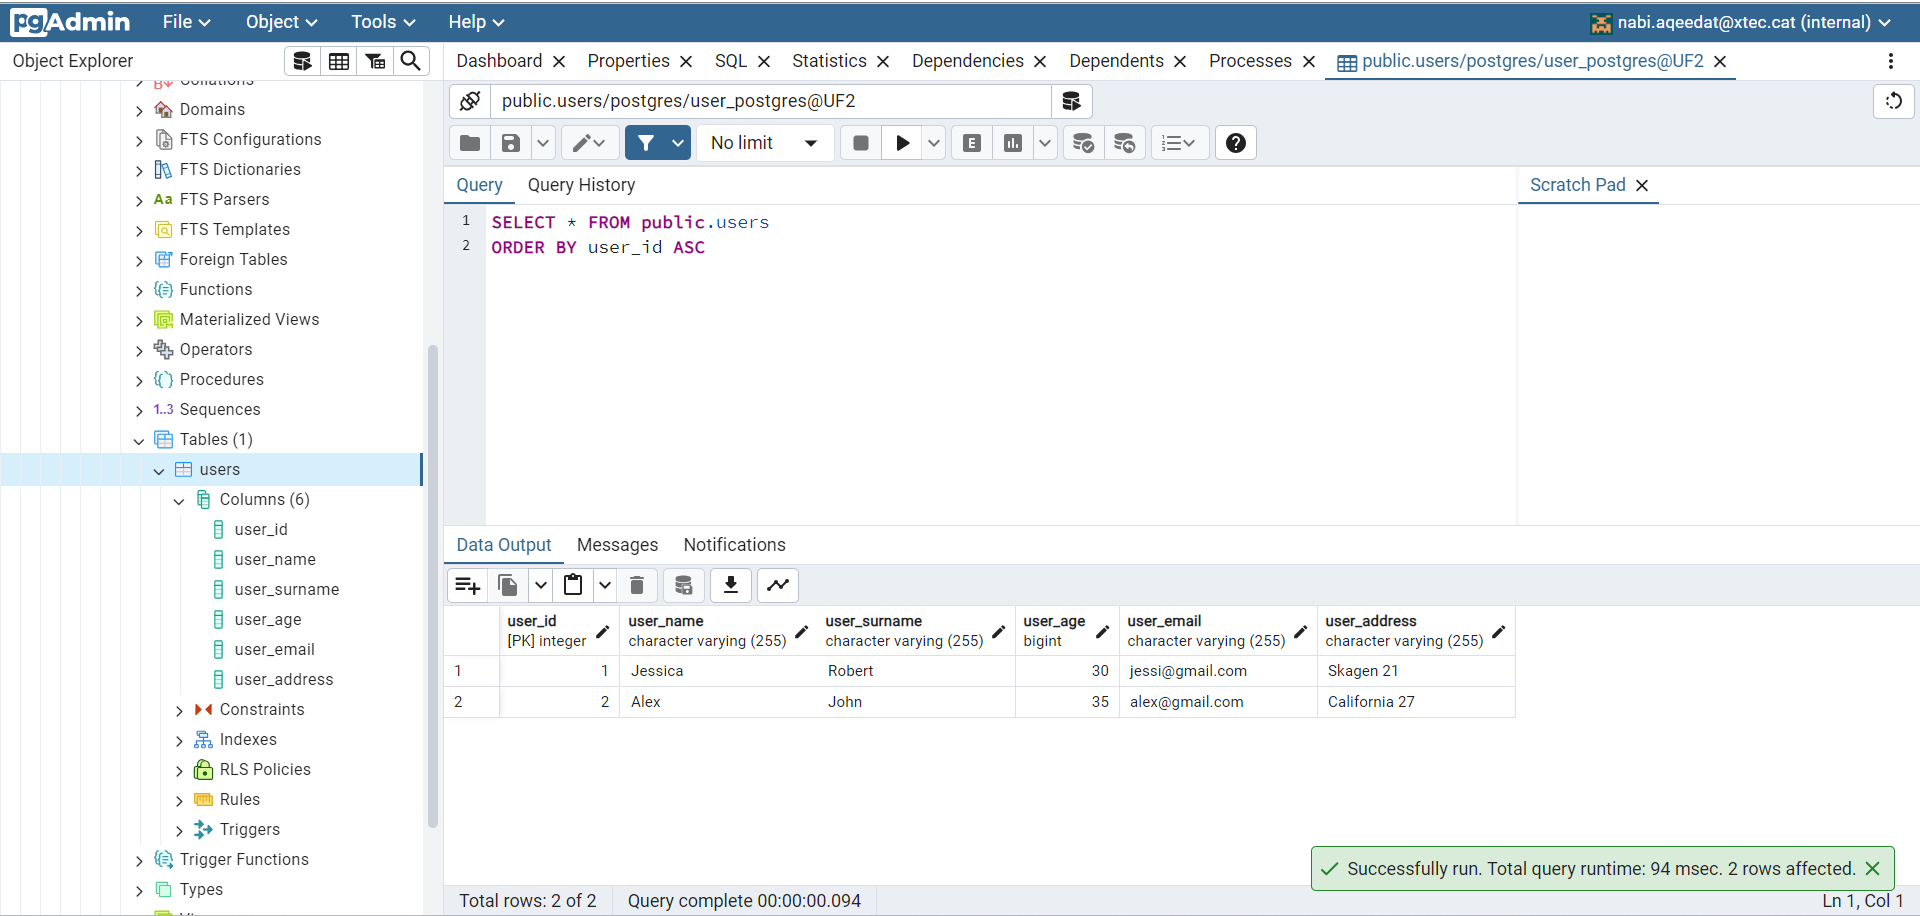 pgAdmin File Object Tools Help nabi.aqeedat@xtec.cat (internal)
Object Explorer
Dashboard Properties SQL Statistics Dependencies Dependents Processes public.users/postgres/user_postgres@UF2
public.users/postgres/user_postgres@UF2
No limit
E
Query Query History
Scratch Pad
1 SELECT * FROM public.users
2 ORDER BY user_id ASC
Collations
Domains
FTS Configurations
FTS Dictionaries
Aa FTS Parsers
FTS Templates
Foreign Tables
Functions
Materialized Views
Operators
Procedures
1..3 Sequences
Tables (1)
users
Columns (6)
user_id
user_name
user_surname
user_age
user_email
user_address
Constraints
Indexes
RLS Policies
Rules
Triggers
Trigger Functions
Types
Data Output Messages Notifications
user_id user_name user_surname user_age user_email user_address
[PK] integer character varying (255) character varying (255) bigint character varying (255) character varying (255)
1 1 Jessica Robert 30 jessi@gmail.com Skagen 21
2 2 Alex John 35 alex@gmail.com California 27
Successfully run. Total query runtime: 94 msec. 2 rows affected.
Total rows: 2 of 2 Query complete 00:00:00.094 Ln 1, Col 1